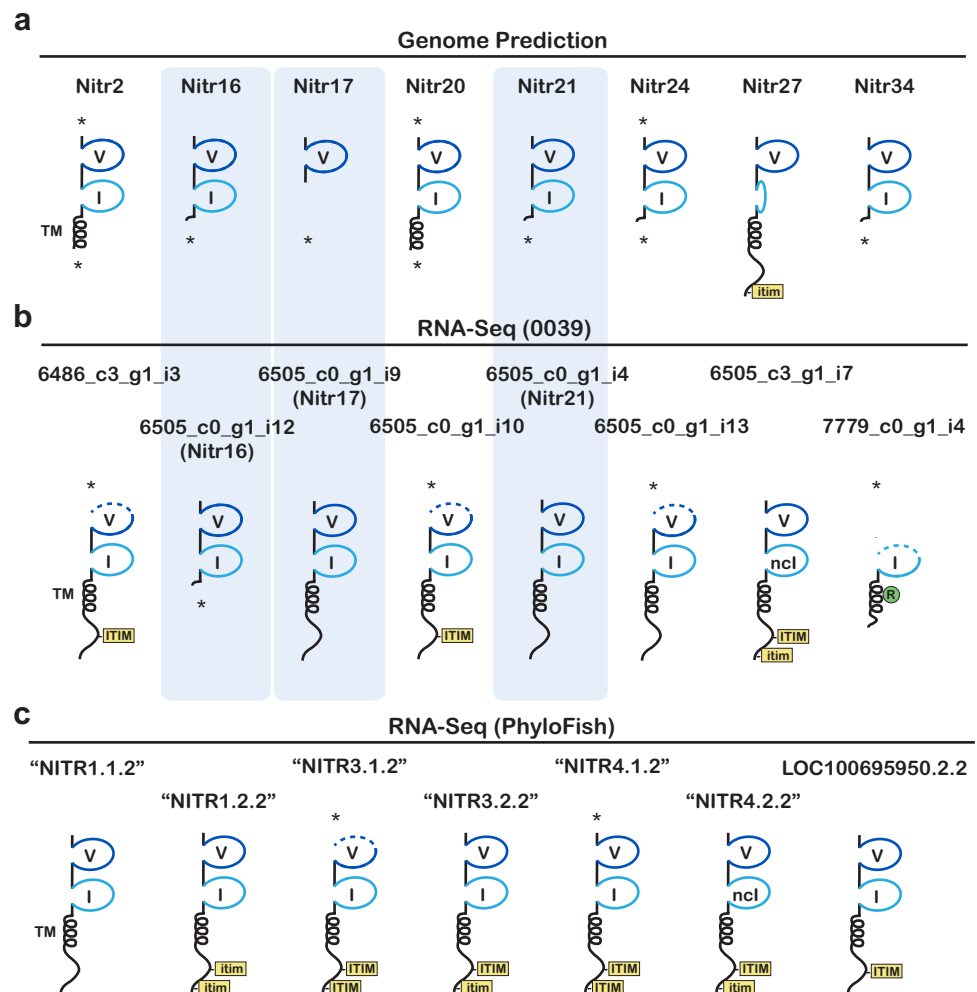 a
Genome Prediction
Nitr2 Nitr16 Nitr17 Nitr20 Nitr21 Nitr24 Nitr27 Nitr34
* * *
V V V V V V V V
I I I I I I
TM
* * * * * * *
itim
b
RNA-Seq (0039)
6486_c3_g1_i3 6505_c0_g1_i9 6505_c0_g1_i4 6505_c3_g1_i7
(Nitr17) (Nitr21)
6505_c0_g1_i12 6505_c0_g1_i10 6505_c0_g1_i13 7779_c0_g1_i4
(Nitr16)
* * * *
V V V V V V V
I I I I I I ncI I
TM R
* ITIM ITIM ITIM
itim
c
RNA-Seq (PhyloFish)
“NITR1.1.2” “NITR3.1.2” “NITR4.1.2” LOC100695950.2.2
“NITR1.2.2” “NITR3.2.2” “NITR4.2.2”
* *
V V V V V V V
I I I I I ncI I
TM
itim ITIM ITIM ITIM ITIM ITIM
itim ITIM itim ITIM itim